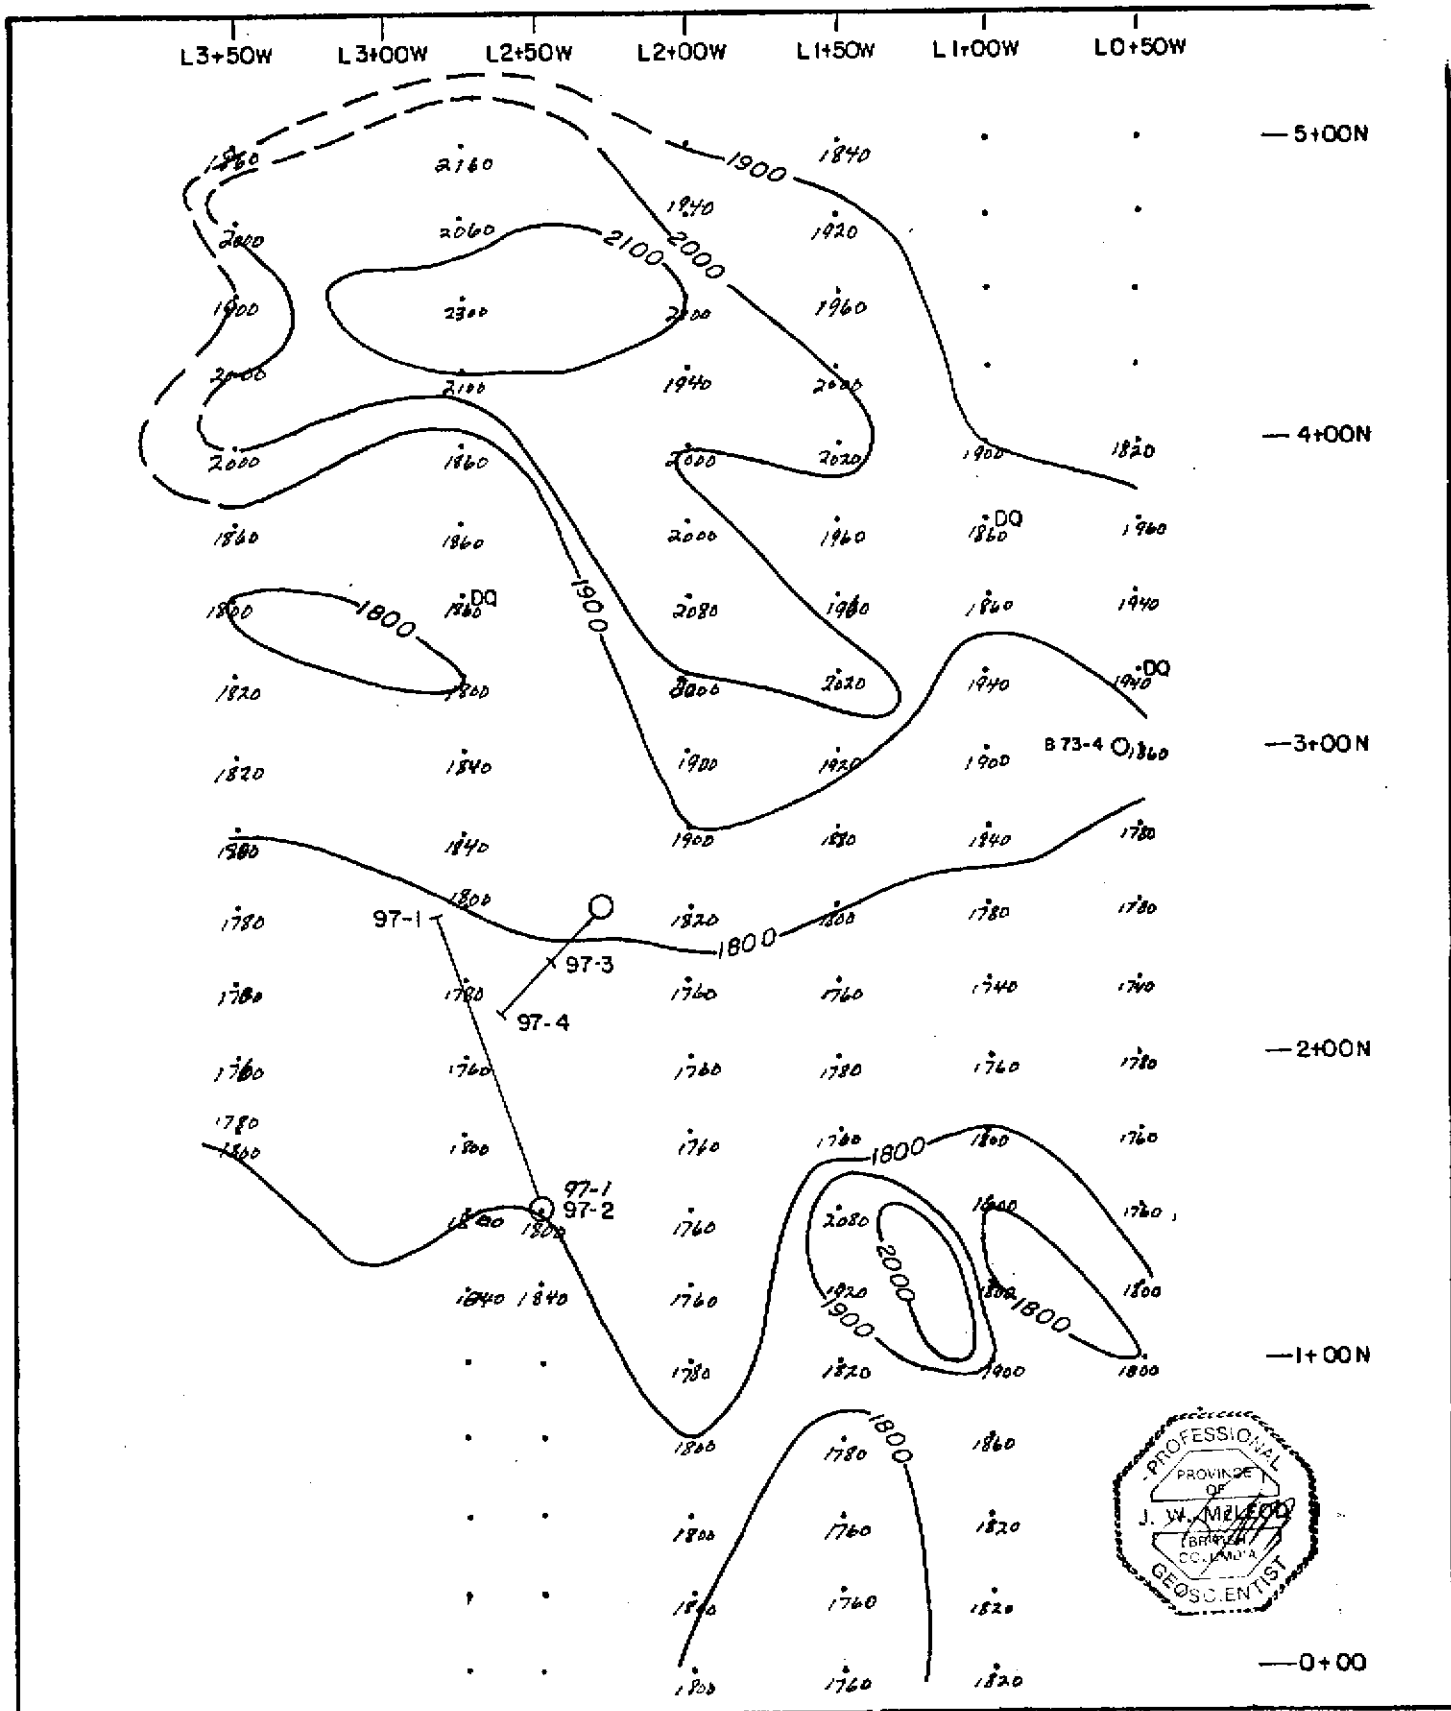 L3+50W L3+00W L2+50W L2+00W L1+50W L1+00W L0+50W
5+00N
1860 2160 1900 1840
1940
2000 2060 2100 2000 1920
1900 2300 2100 1960
2000 2100 1940 2000
4+00N
2000 1860 2000 2020 1900 1820
DQ
1860 1860 2000 1960 1860 1960
1800 1800 1860 DQ 1900 2080 1860 1940
1820 1800 2020 1940 1940 DQ
B 73-4 1860 3+00N
1820 1840 1900 1920 1900
1840 1900 1880 1840 1780
1800
1780 97-1 1820 1800 1780 1780
1800
97-3
1780 1780 1760 1760 1740 1740
97-4
2+00N
1760 1760 1760 1780 1760 1780
1780
1800 1800 1760 1760 1800 1800 1760
97-1
97-2
1800 1760 2080 1800 1760
2000
1840 1840 1760 1920 1800 1800
1900 1800
1+00N
1780 1820 1900 1800
1800 1780 1800 1860
1800 1760 1820
1760 1820
1800 1760 1820
0+00
PROFESSIONAL
PROVINCE
OF
J. W. McLEOD
BRITISH
COLUMBIA
GEOSCIENTIST